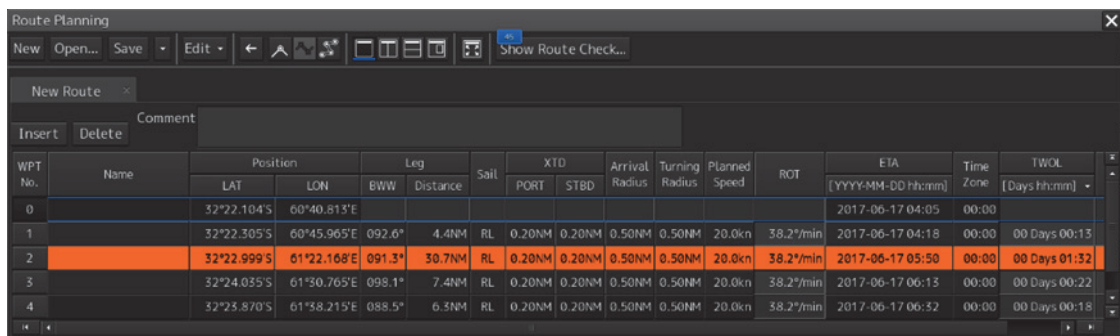 Route Planning
New Open... Save Edit Show Route Check...
45
New Route
Comment
Insert Delete
WPT No. Name Position Leg Sail XTD Arrival Radius Turning Radius Planned Speed ROT ETA Time Zone TWOL
LAT LON BWW Distance PORT STBD [YYYY-MM-DD hh:mm] [Days hh:mm]
0 32°22.104'S 60°40.813'E 2017-06-17 04:05 00:00
1 32°22.305'S 60°45.965'E 092.6° 4.4NM RL 0.20NM 0.20NM 0.50NM 0.50NM 20.0kn 38.2°/min 2017-06-17 04:18 00:00 00 Days 00:13
2 32°22.999'S 61°22.168'E 091.3° 30.7NM RL 0.20NM 0.20NM 0.50NM 0.50NM 20.0kn 38.2°/min 2017-06-17 05:50 00:00 00 Days 01:32
3 32°24.035'S 61°30.765'E 098.1° 7.4NM RL 0.20NM 0.20NM 0.50NM 0.50NM 20.0kn 38.2°/min 2017-06-17 06:13 00:00 00 Days 00:22
4 32°23.870'S 61°38.215'E 088.5° 6.3NM RL 0.20NM 0.20NM 0.50NM 0.50NM 20.0kn 38.2°/min 2017-06-17 06:32 00:00 00 Days 00:18